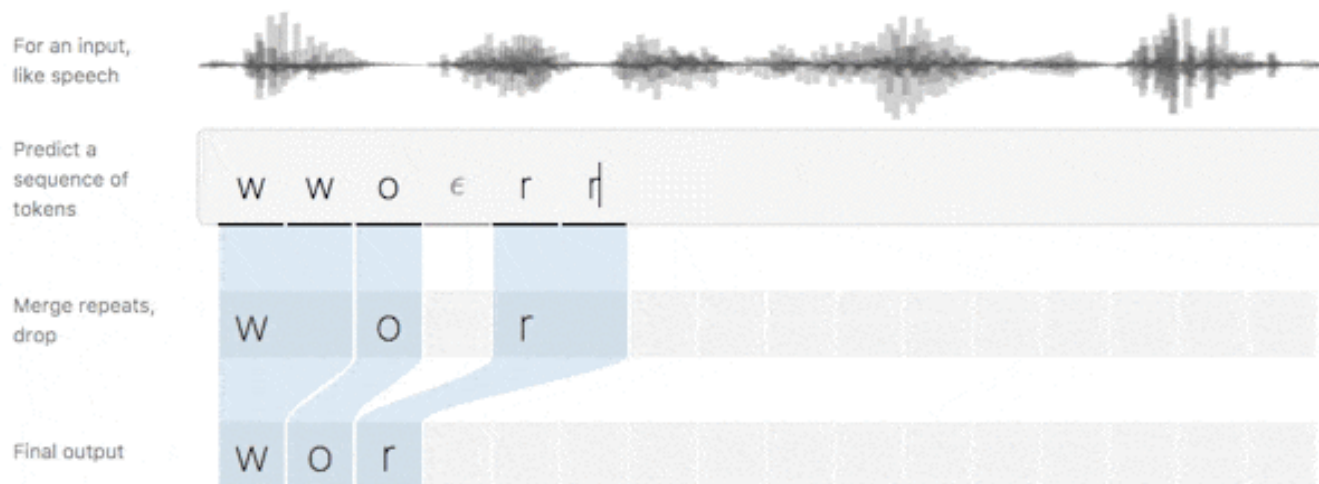 For an input,
like speech
Predict a
sequence of
tokens
w w o ϵ r r
Merge repeats,
drop
w o r
Final output
w o r